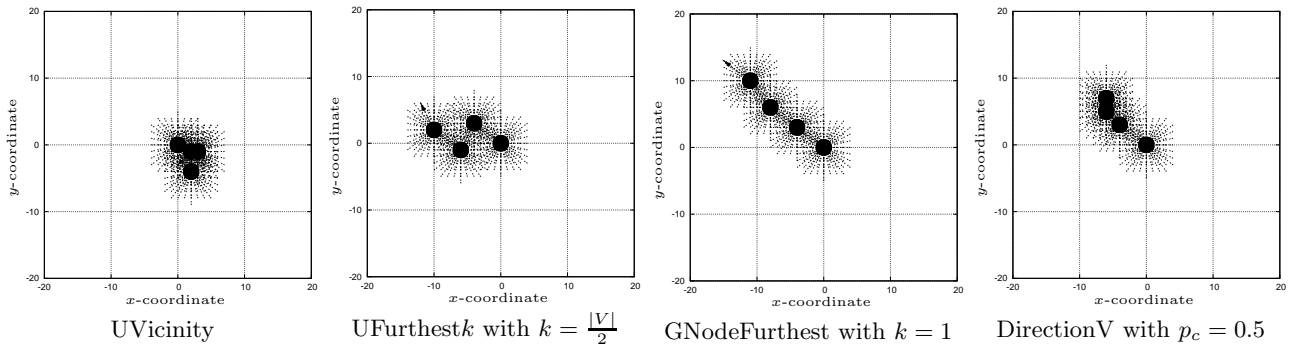 20
10
0
-10
-20
-20 -10 0 10 20
y-coordinate
x-coordinate
UVicinity
20
10
0
-10
-20
-20 -10 0 10 20
y-coordinate
x-coordinate
UFurthestk with k = |V|/2
20
10
0
-10
-20
-20 -10 0 10 20
y-coordinate
x-coordinate
GNodeFurthest with k = 1
20
10
0
-10
-20
-20 -10 0 10 20
y-coordinate
x-coordinate
DirectionV with p_c = 0.5